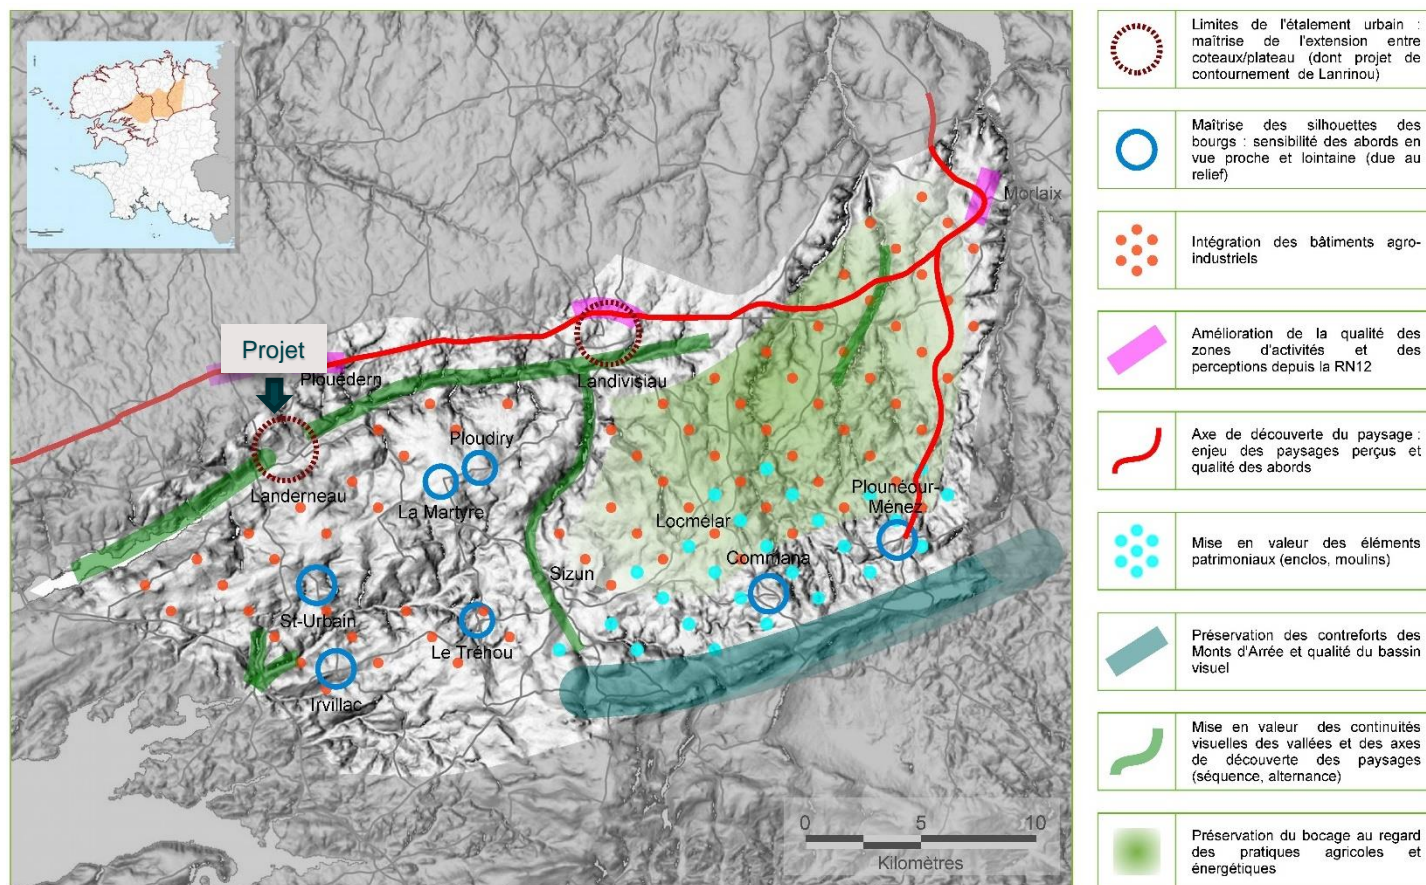 Projet
Morlaix
Plouédern
Landivisiau
Landerneau
Ploudiry
La Martyre
Plounéour-
Ménez
Locmélar
Commana
Sizun
St-Urbain
Le Tréhou
Irvillac
0 5 10
Kilomètres
Limites de l'étalement urbain :
maîtrise de l'extension entre
coteaux/plateau (dont projet de
contournement de Lanrinou)
Maîtrise des silhouettes des
bourgs : sensibilité des abords en
vue proche et lointaine (due au
relief)
Intégration des bâtiments agro-
industriels
Amélioration de la qualité des
zones d'activités et des
perceptions depuis la RN12
Axe de découverte du paysage :
enjeu des paysages perçus et
qualité des abords
Mise en valeur des éléments
patrimoniaux (enclos, moulins)
Préservation des contreforts des
Monts d'Arrée et qualité du bassin
visuel
Mise en valeur des continuités
visuelles des vallées et des axes
de découverte des paysages
(séquence, alternance)
Préservation du bocage au regard
des pratiques agricoles et
énergétiques